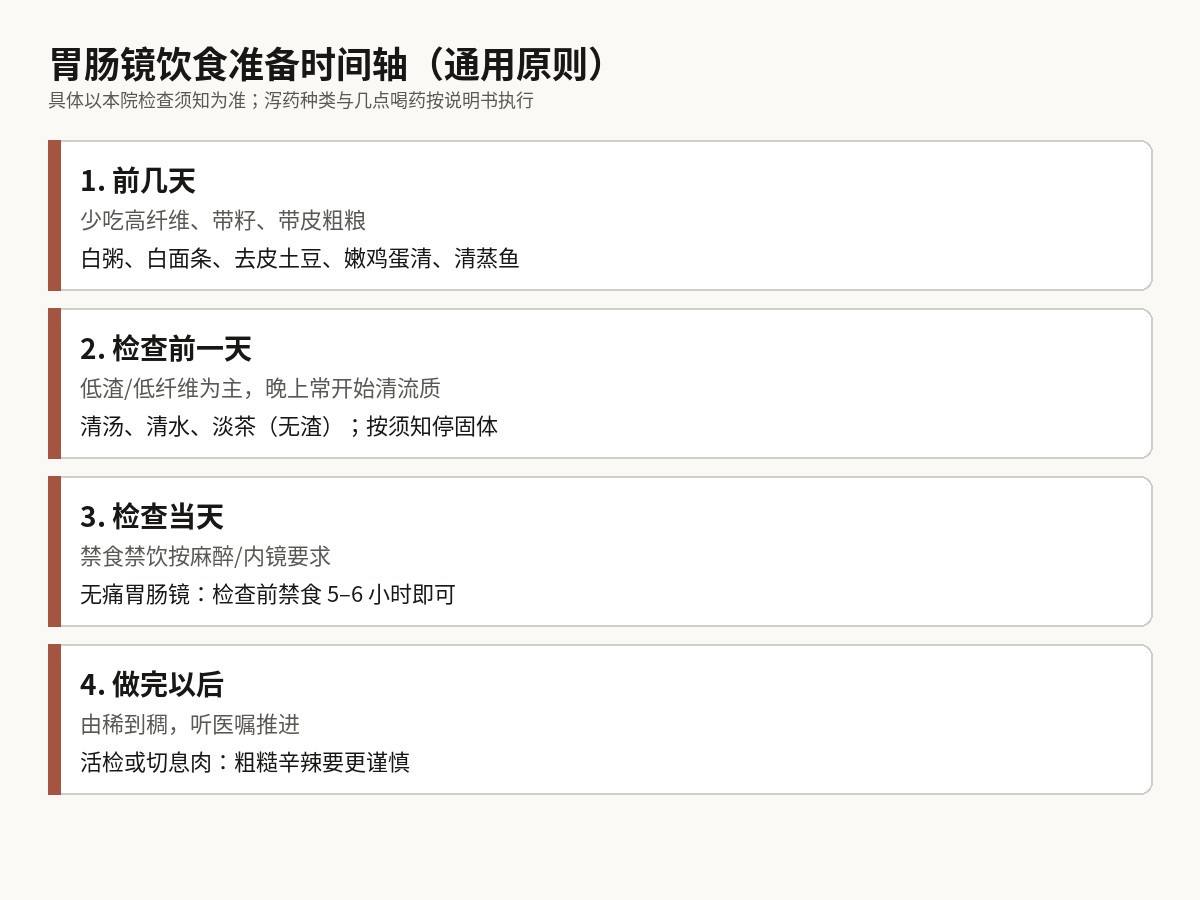 胃肠镜饮食准备时间轴（通用原则）
具体以本院检查须知为准；泻药种类与几点喝药按说明书执行
1. 前几天
少吃高纤维、带籽、带皮粗粮
白粥、白面条、去皮土豆、嫩鸡蛋清、清蒸鱼
2. 检查前一天
低渣/低纤维为主，晚上常开始清流质
清汤、清水、淡茶（无渣）；按须知停固体
3. 检查当天
禁食禁饮按麻醉/内镜要求
无痛胃肠镜：检查前禁食 5–6 小时即可
4. 做完以后
由稀到稠，听医嘱推进
活检或切息肉：粗糙辛辣要更谨慎